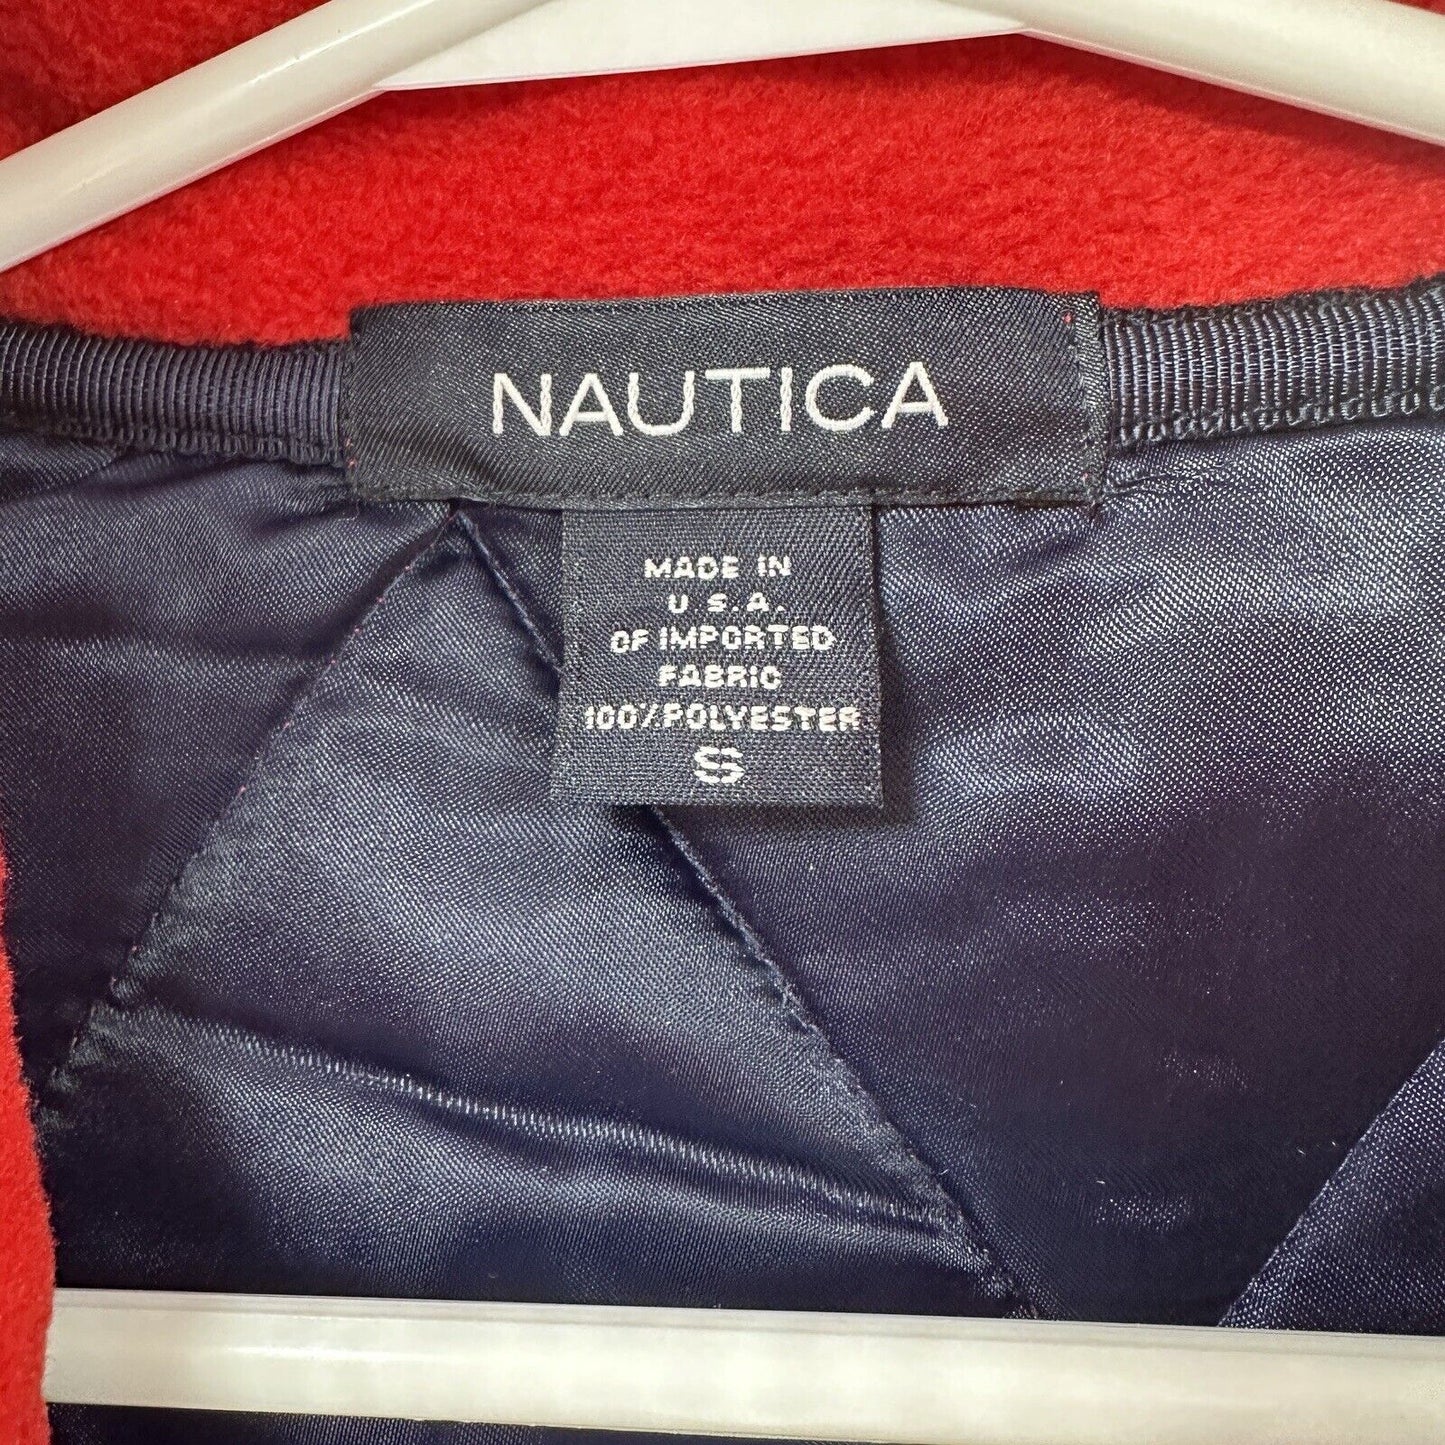 NAUTICA
MADE IN
U S.A.
OF IMPORTED
FABRIC
100% POLYESTER
S